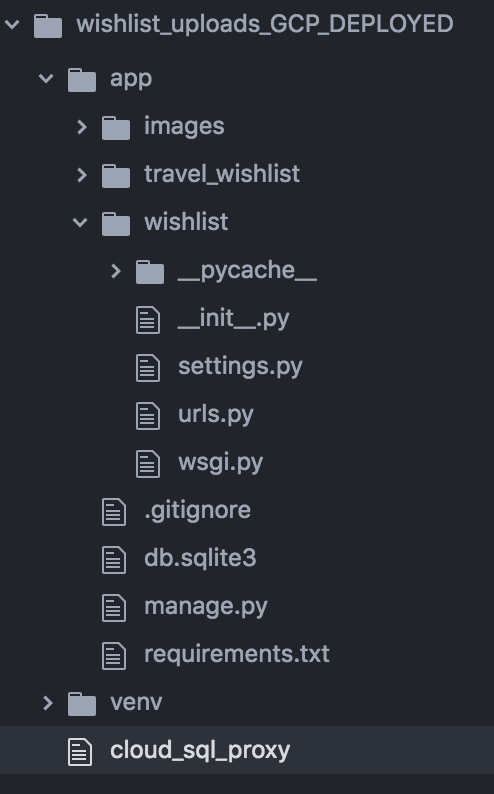 wishlist_uploads_GCP_DEPLOYED
app
images
travel_wishlist
wishlist
__pycache__
__init__.py
settings.py
urls.py
wsgi.py
.gitignore
db.sqlite3
manage.py
requirements.txt
venv
cloud_sql_proxy